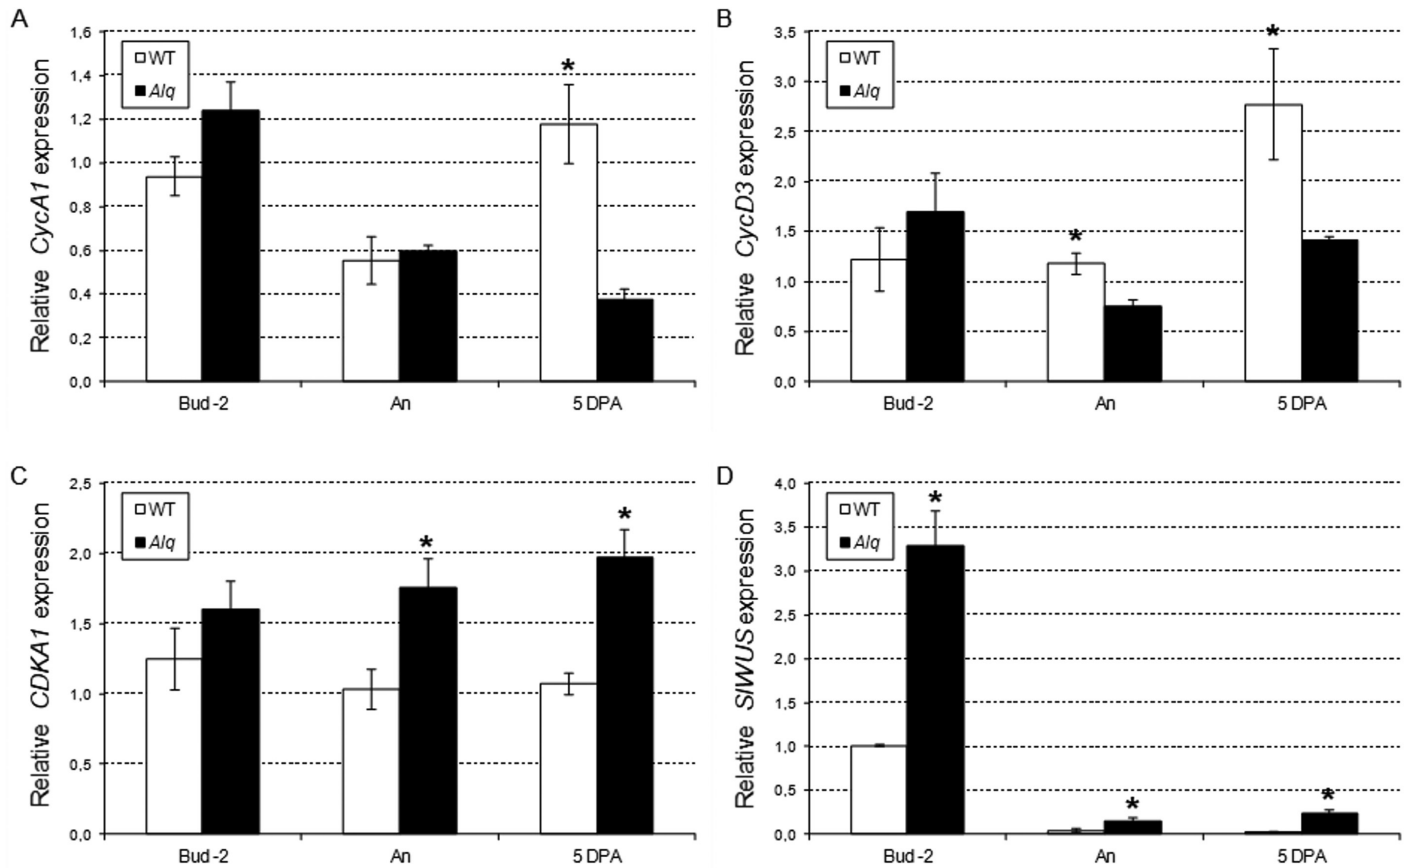 A
Relative CycA1 expression
1,6
1,4
1,2
1,0
0,8
0,6
0,4
0,2
0,0
WT
Alq
*
Bud-2 An 5 DPA
B
Relative CycD3 expression
3,5
3,0
2,5
2,0
1,5
1,0
0,5
0,0
WT
Alq
*
*
Bud-2 An 5 DPA
C
Relative CDKA1 expression
2,5
2,0
1,5
1,0
0,5
0,0
WT
Alq
*
*
Bud-2 An 5 DPA
D
Relative SlWUS expression
4,0
3,5
3,0
2,5
2,0
1,5
1,0
0,5
0,0
WT
Alq
*
*
*
Bud-2 An 5 DPA